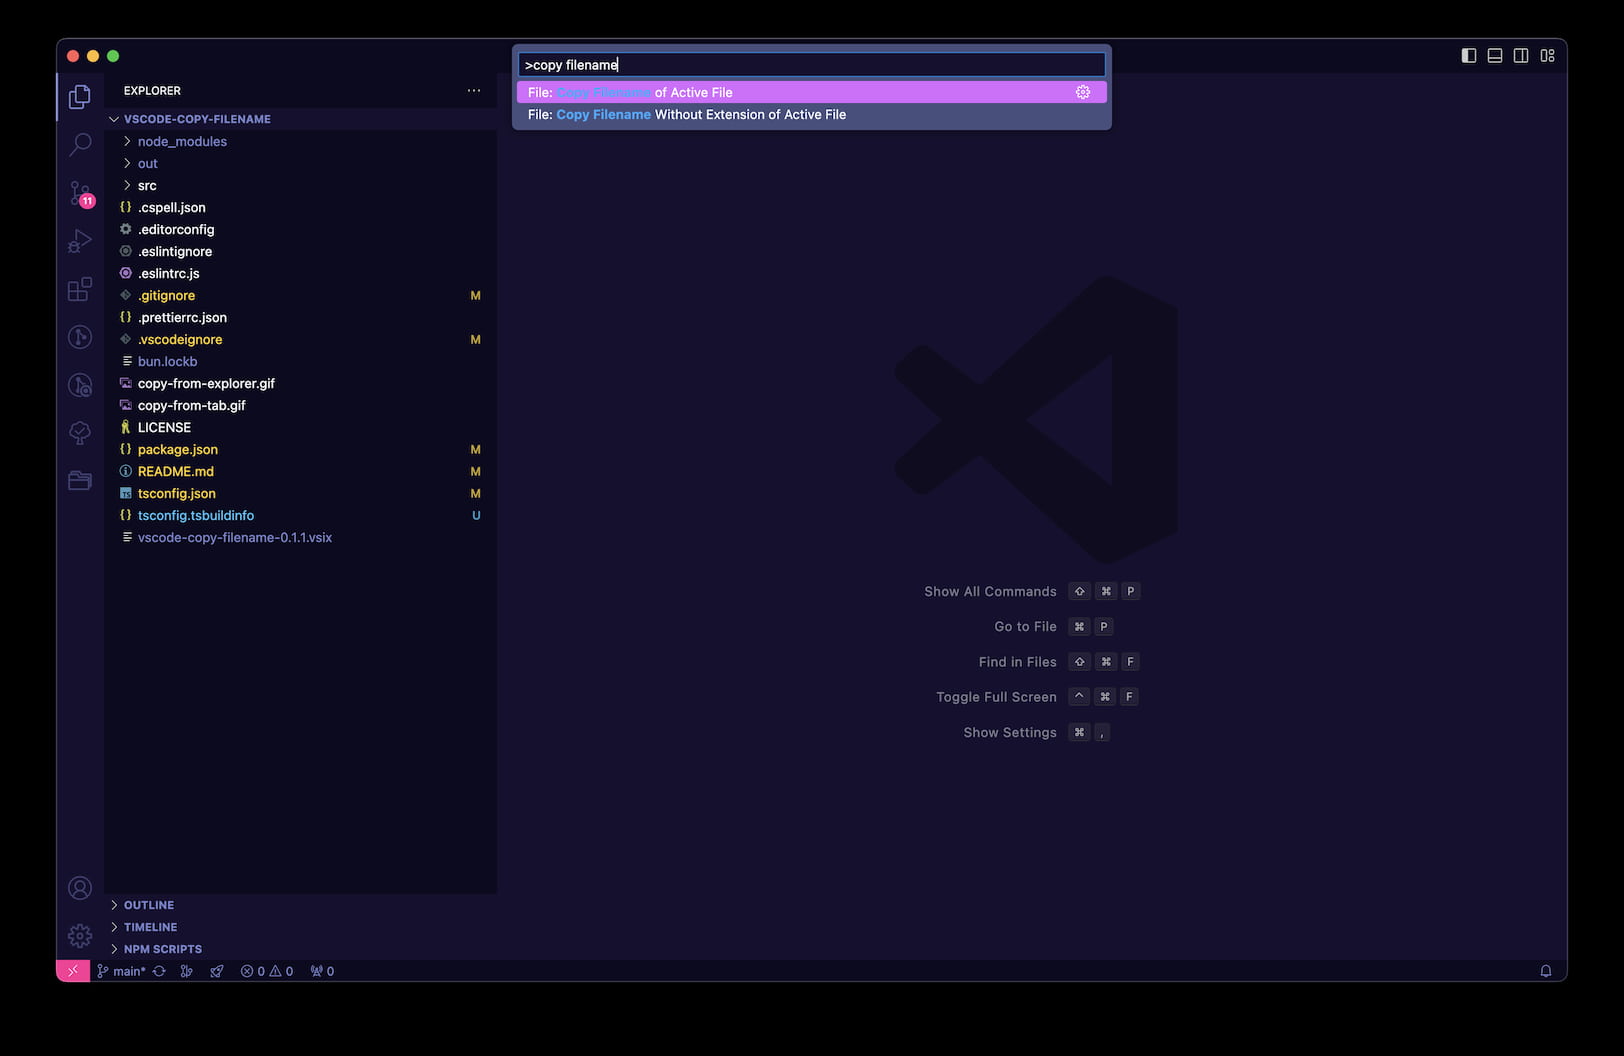 >copy filename
File: Copy Filename of Active File
File: Copy Filename Without Extension of Active File
EXPLORER
VSCODE-COPY-FILENAME
node_modules
out
src
.cspell.json
.editorconfig
.eslintignore
.eslintrc.js
.gitignore M
.prettierrc.json
.vscodeignore M
bun.lockb
copy-from-explorer.gif
copy-from-tab.gif
LICENSE
package.json M
README.md M
tsconfig.json M
tsconfig.tsbuildinfo U
vscode-copy-filename-0.1.1.vsix
11
Show All Commands ⇧ ⌘ P
Go to File ⌘ P
Find in Files ⇧ ⌘ F
Toggle Full Screen ^ ⌘ F
Show Settings ⌘ ,
OUTLINE
TIMELINE
NPM SCRIPTS
main* 0 0 0